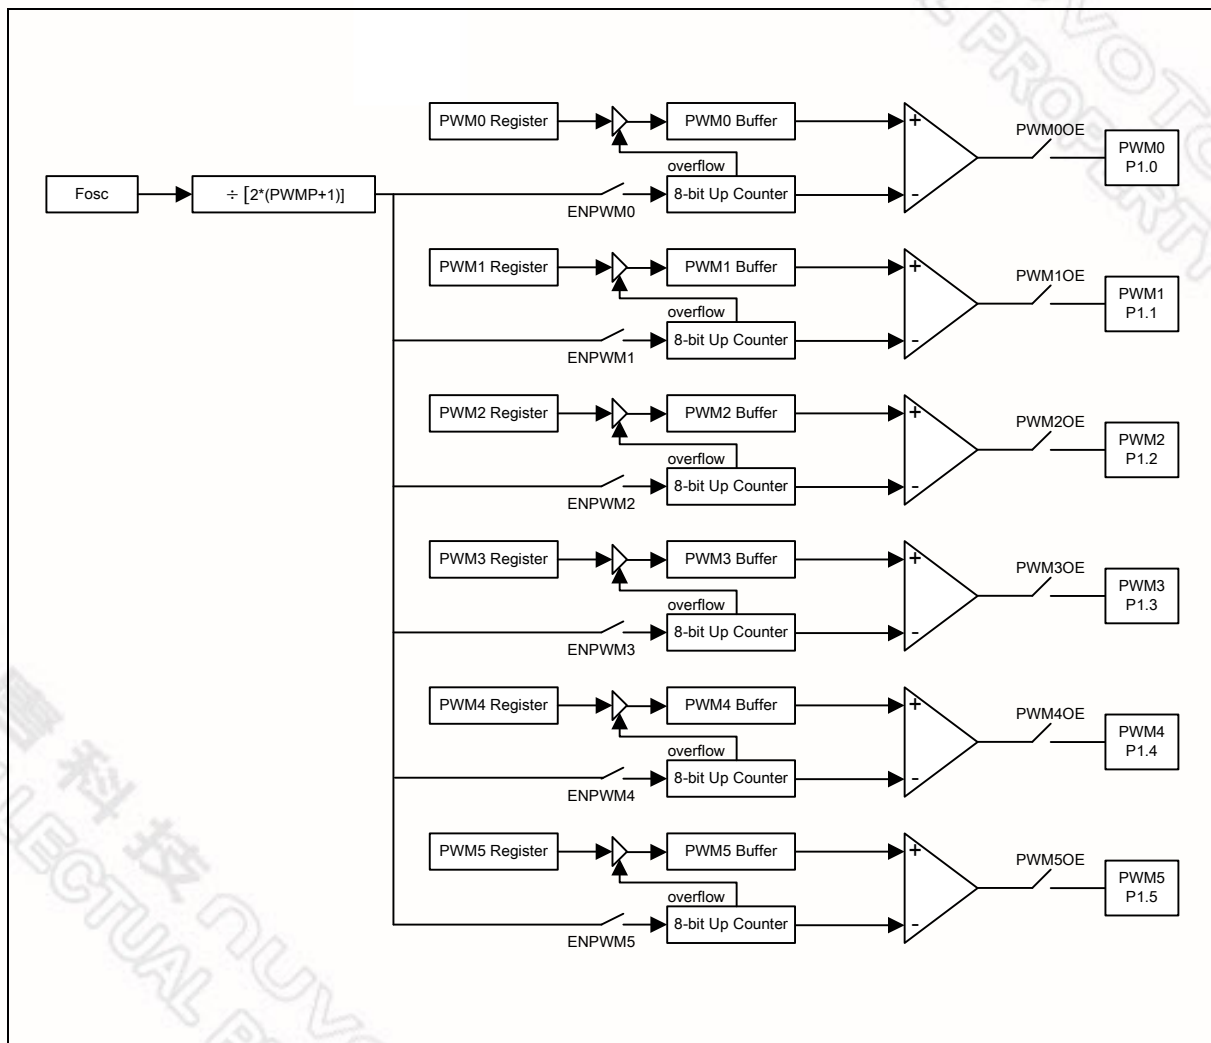 PWM0 Register
PWM0 Buffer
+
PWM0OE
PWM0
P1.0
overflow
Fosc
÷ [2*(PWMP+1)]
ENPWM0
8-bit Up Counter
-
PWM1 Register
PWM1 Buffer
+
PWM1OE
PWM1
P1.1
overflow
ENPWM1
8-bit Up Counter
-
PWM2 Register
PWM2 Buffer
+
PWM2OE
PWM2
P1.2
overflow
ENPWM2
8-bit Up Counter
-
PWM3 Register
PWM3 Buffer
+
PWM3OE
PWM3
P1.3
overflow
ENPWM3
8-bit Up Counter
-
PWM4 Register
PWM4 Buffer
+
PWM4OE
PWM4
P1.4
overflow
ENPWM4
8-bit Up Counter
-
PWM5 Register
PWM5 Buffer
+
PWM5OE
PWM5
P1.5
overflow
ENPWM5
8-bit Up Counter
-
PROPERTY
科技